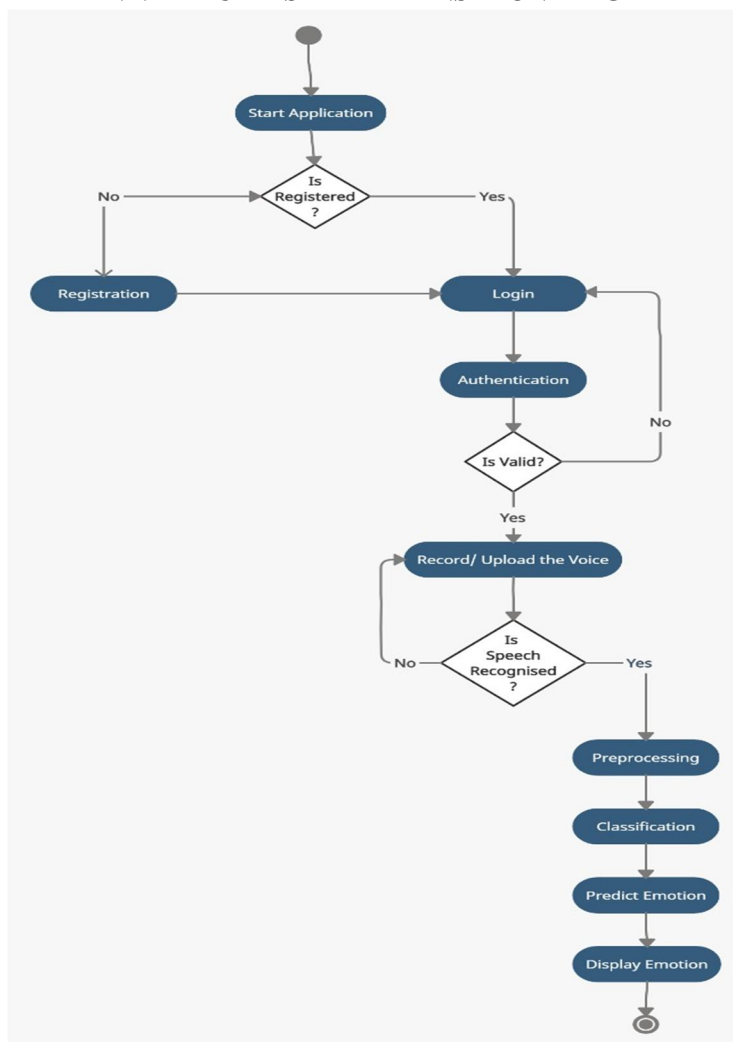 Start Application
Is
Registered
?
No
Yes
Registration
Login
Authentication
No
Is Valid?
Yes
Record/ Upload the Voice
Is
Speech
Recognised
?
No
Yes
Preprocessing
Classification
Predict Emotion
Display Emotion